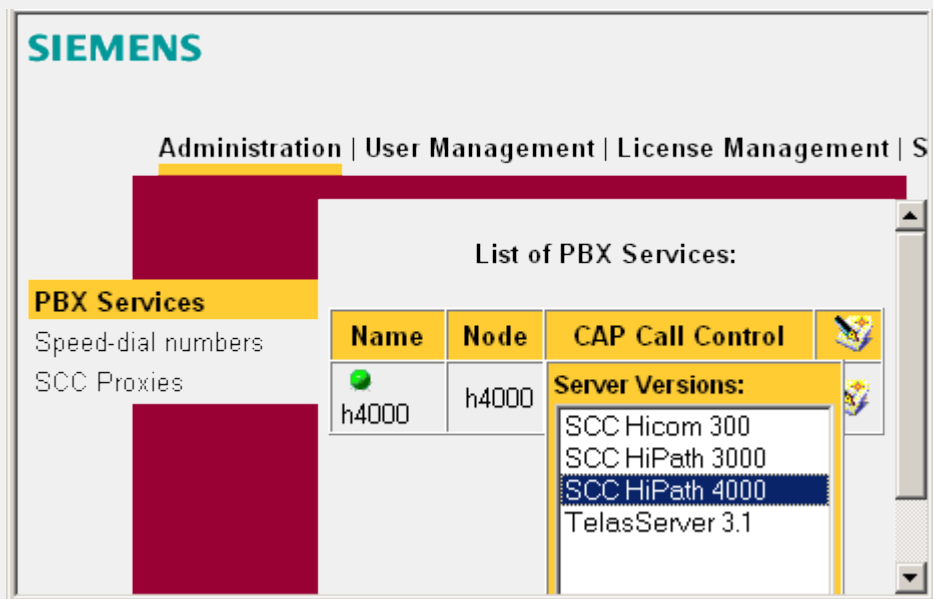 SIEMENS
Administration | User Management | License Management | S
List of PBX Services:
PBX Services
Speed-dial numbers
SCC Proxies
Name Node CAP Call Control
h4000 h4000
Server Versions:
SCC Hicom 300
SCC HiPath 3000
SCC HiPath 4000
TelasServer 3.1